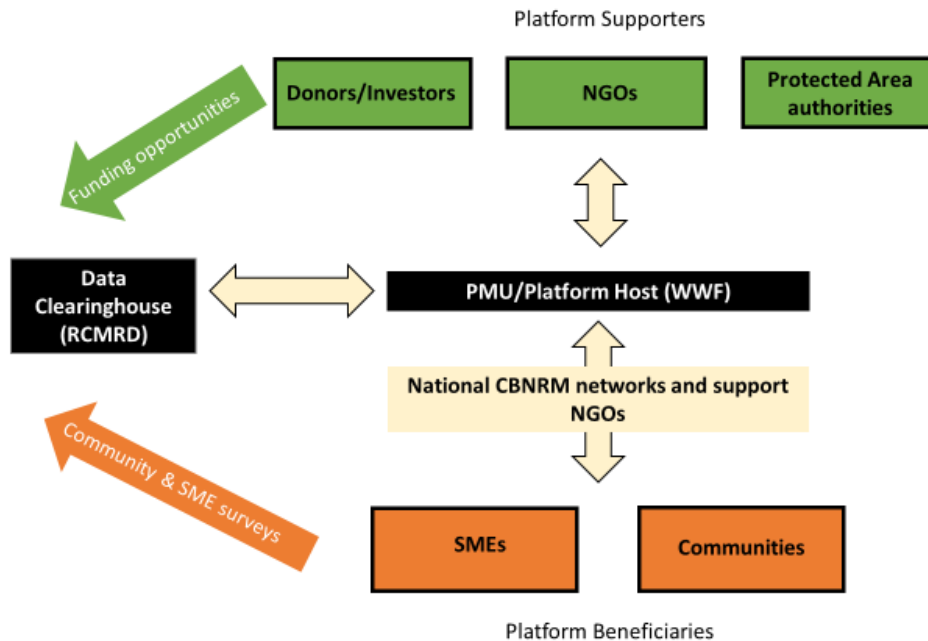 Platform Supporters
Donors/Investors
NGOs
Protected Area
authorities
Funding opportunities
Data
Clearinghouse
(RCMRD)
PMU/Platform Host (WWF)
National CBNRM networks and support
NGOs
Community & SME surveys
SMEs
Communities
Platform Beneficiaries